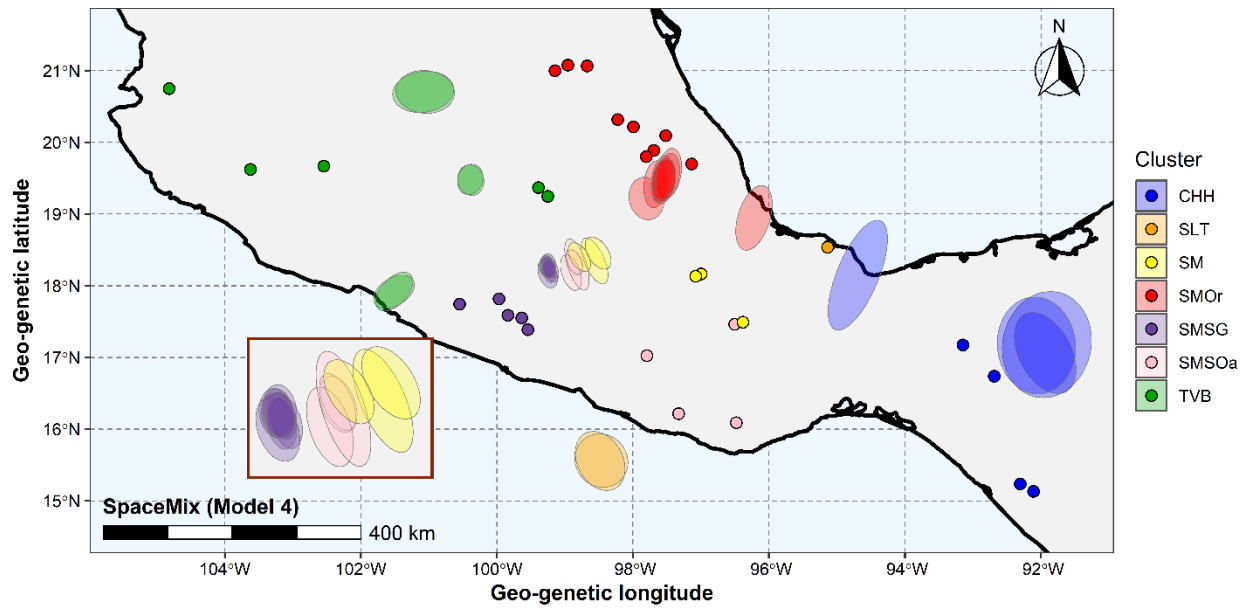 N
21°N
20°N
19°N
18°N
17°N
16°N
15°N
Geo-genetic latitude
SpaceMix (Model 4)
400 km
104°W
102°W
100°W
98°W
96°W
94°W
92°W
Geo-genetic longitude
Cluster
CHH
SLT
SM
SMOr
SMSG
SMSOa
TVB